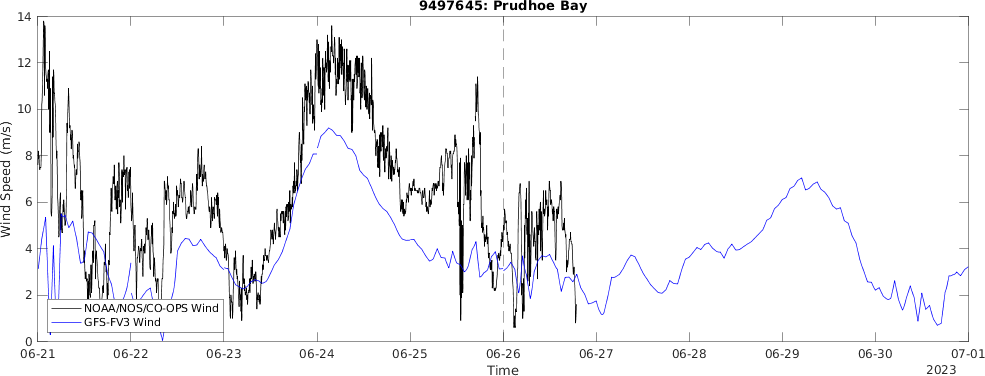 9497645: Prudhoe Bay
Wind Speed (m/s)
14
12
10
8
6
4
2
0
NOAA/NOS/CO-OPS Wind
GFS-FV3 Wind
06-21 06-22 06-23 06-24 06-25 06-26 06-27 06-28 06-29 06-30 07-01
Time
2023